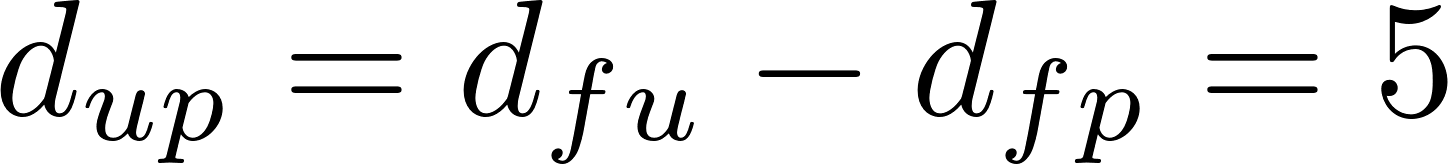 d_{up} = d_{fu} − d_{fp} = 5